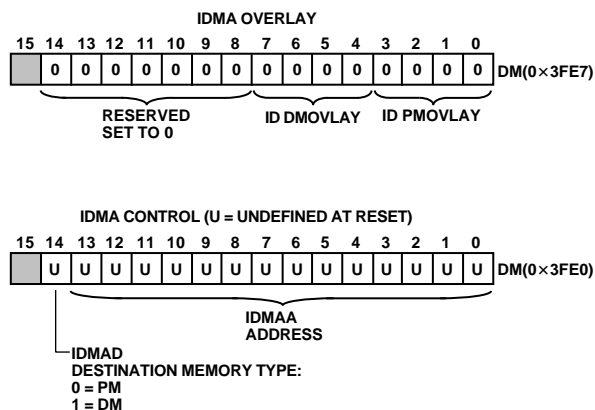 IDMA OVERLAY
15 14 13 12 11 10 9 8 7 6 5 4 3 2 1 0
0 0 0 0 0 0 0 0 0 0 0 0 0 0 0 DM(0×3FE7)
RESERVED SET TO 0
ID DMOVLAY
ID PMOVLAY
IDMA CONTROL (U = UNDEFINED AT RESET)
15 14 13 12 11 10 9 8 7 6 5 4 3 2 1 0
U U U U U U U U U U U U U U U DM(0×3FE0)
IDMAA
ADDRESS
IDMAD
DESTINATION MEMORY TYPE:
0 = PM
1 = DM